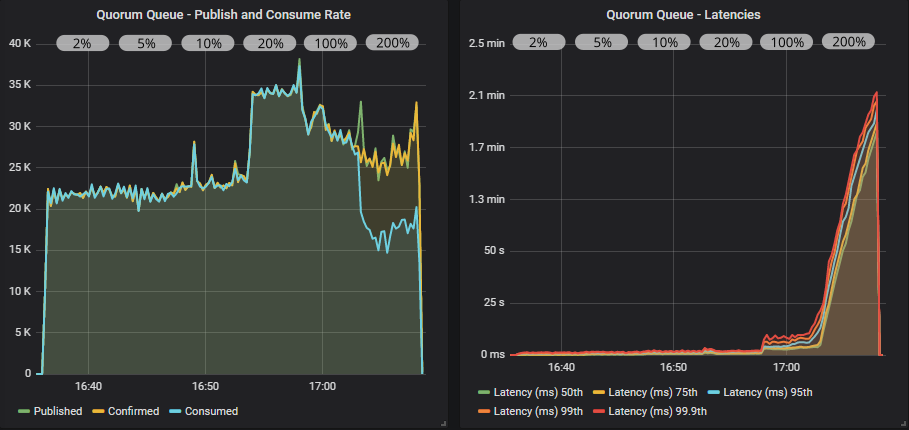 Quorum Queue - Publish and Consume Rate
2% 5% 10% 20% 100% 200%
40 K
35 K
30 K
25 K
20 K
15 K
10 K
5 K
0
16:40 16:50 17:00
Published Confirmed Consumed
Quorum Queue - Latencies
2% 5% 10% 20% 100% 200%
2.5 min
2.1 min
1.7 min
1.3 min
50 s
25 s
0 ms
16:40 16:50 17:00
Latency (ms) 50th Latency (ms) 75th Latency (ms) 95th
Latency (ms) 99th Latency (ms) 99.9th